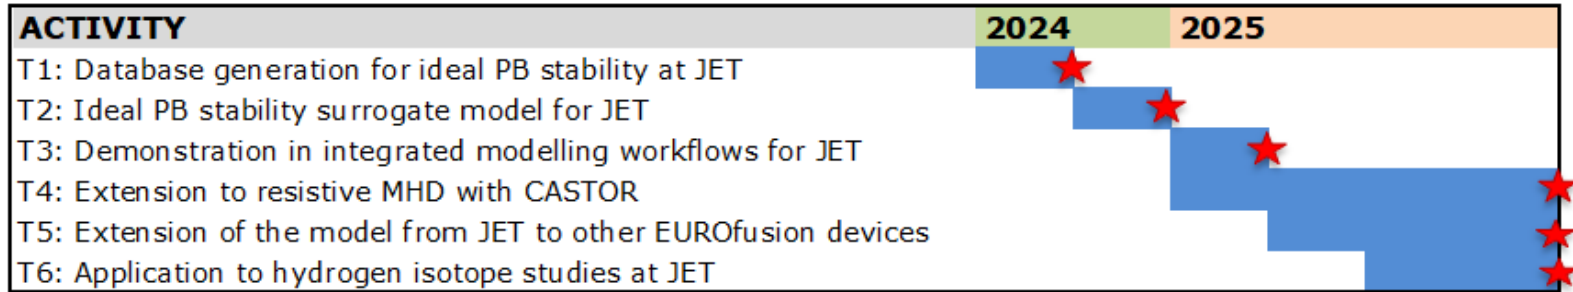 ACTIVITY 2024 2025
T1: Database generation for ideal PB stability at JET
T2: Ideal PB stability surrogate model for JET
T3: Demonstration in integrated modelling workflows for JET
T4: Extension to resistive MHD with CASTOR
T5: Extension of the model from JET to other EUROfusion devices
T6: Application to hydrogen isotope studies at JET